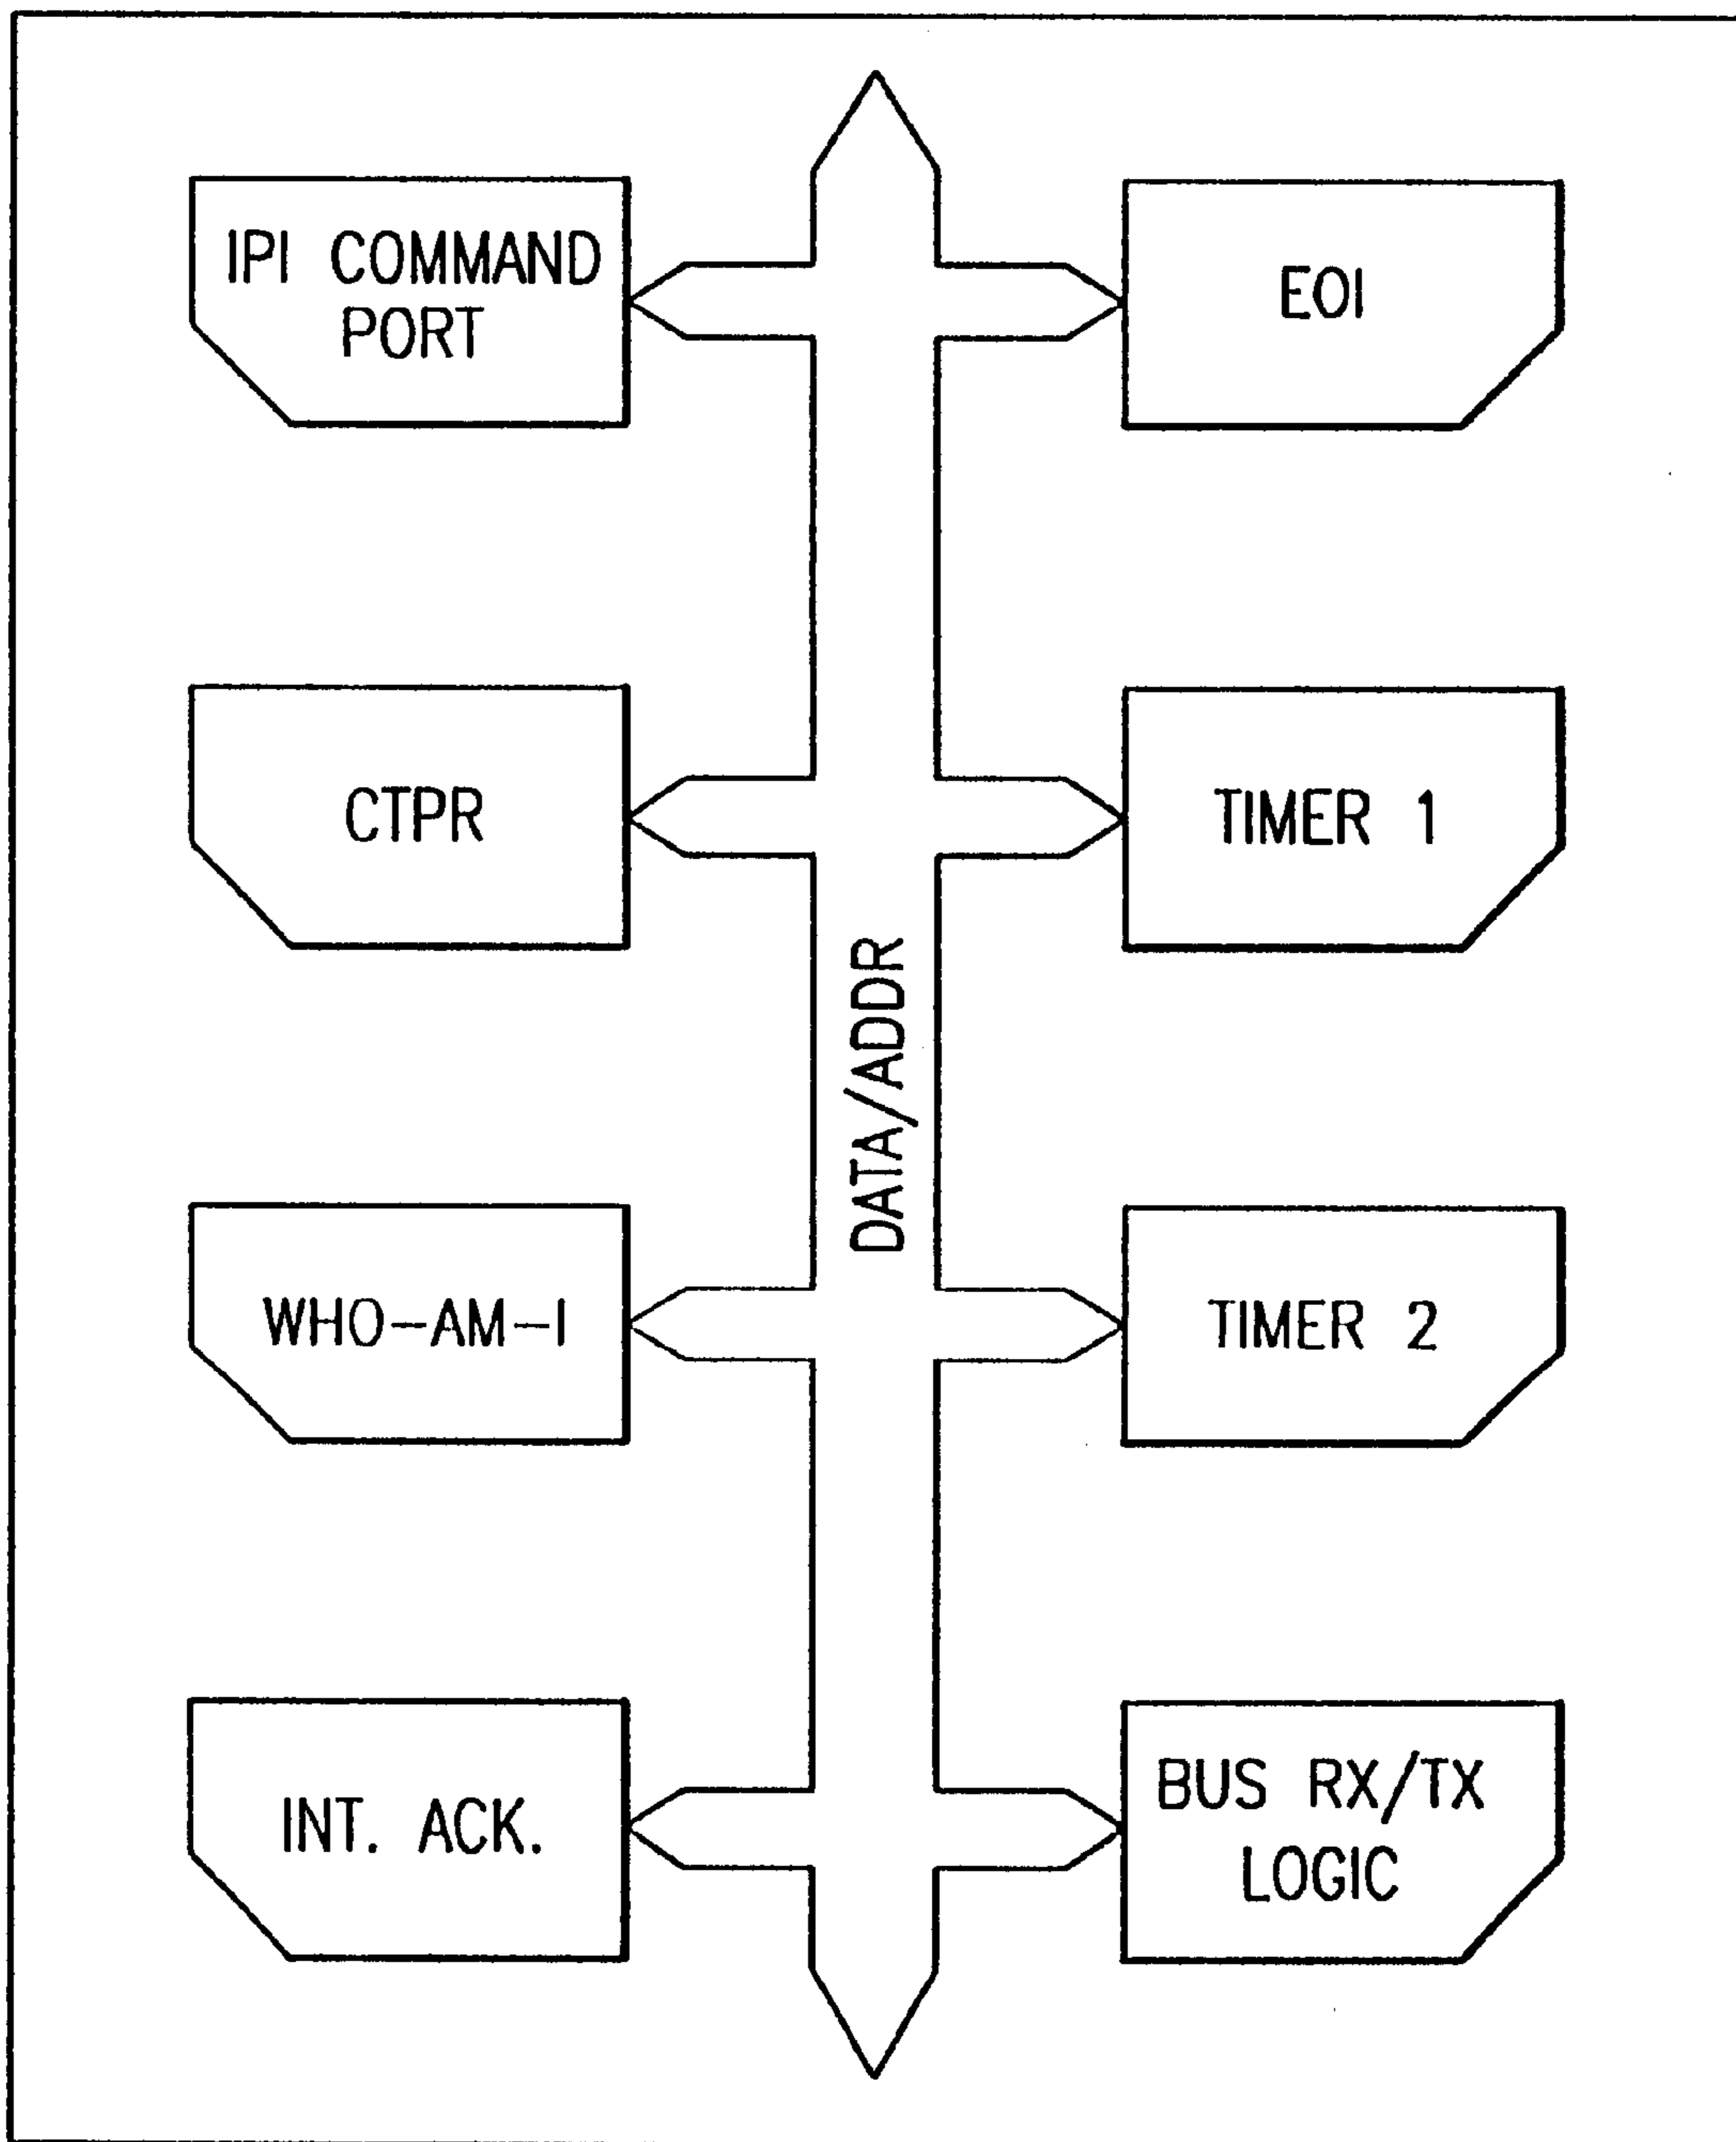 IPI COMMAND
PORT
EOI
CTPR
TIMER 1
DATA/ADDR
WHO-AM-I
TIMER 2
INT. ACK.
BUS RX/TX
LOGIC